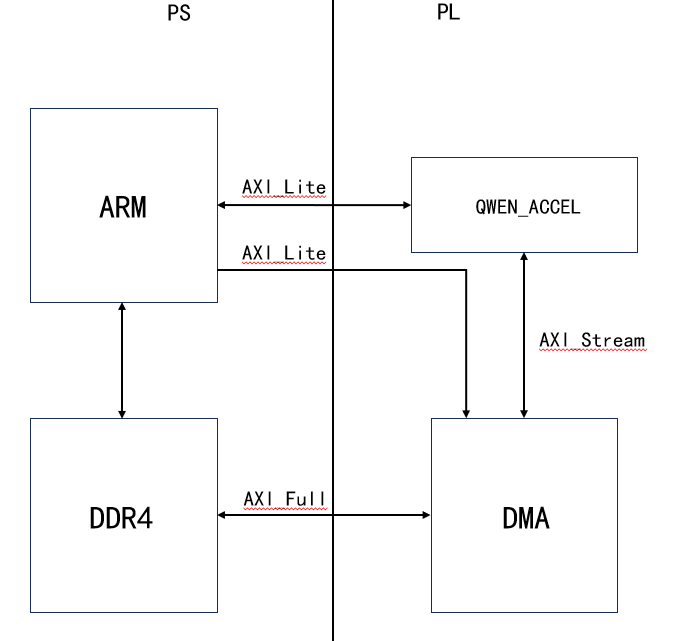 PS
PL
ARM
AXI_Lite
QWEN_ACCEL
AXI_Lite
AXI_Stream
DDR4
AXI_Full
DMA